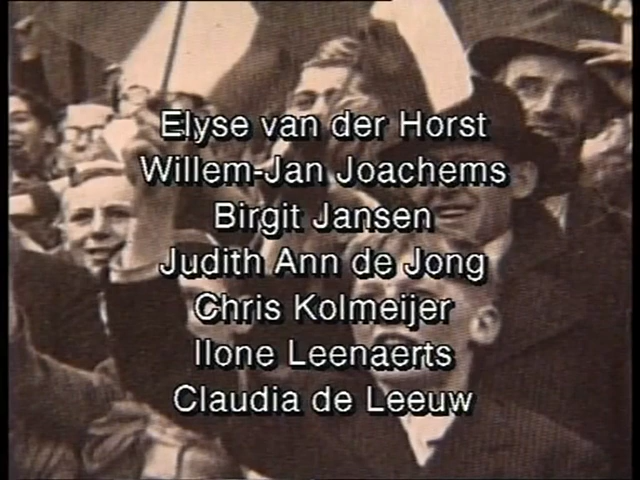 Elyse van der Horst
Willem-Jan Joachems
Birgit Jansen
Judith Ann de Jong
Chris Kolmeijer
Ilone Leenaerts
Claudia de Leeuw